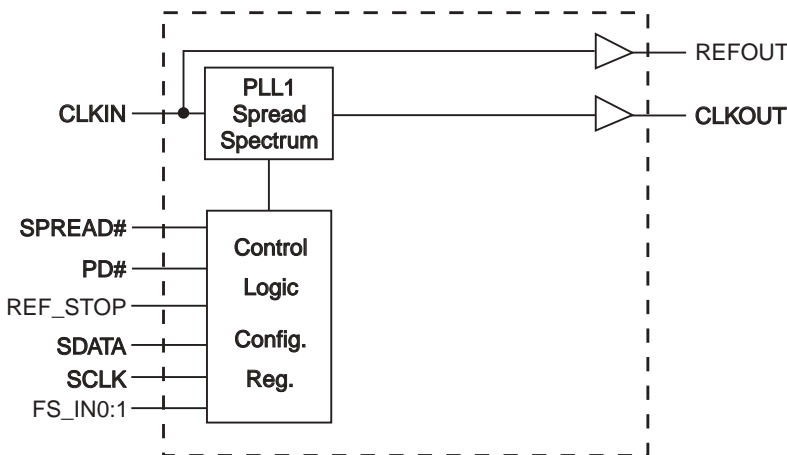 REFOUT
PLL1
Spread
Spectrum
CLKIN
CLKOUT
SPREAD#
PD#
REF_STOP
SDATA
SCLK
FS_IN0:1
Control
Logic
Config.
Reg.